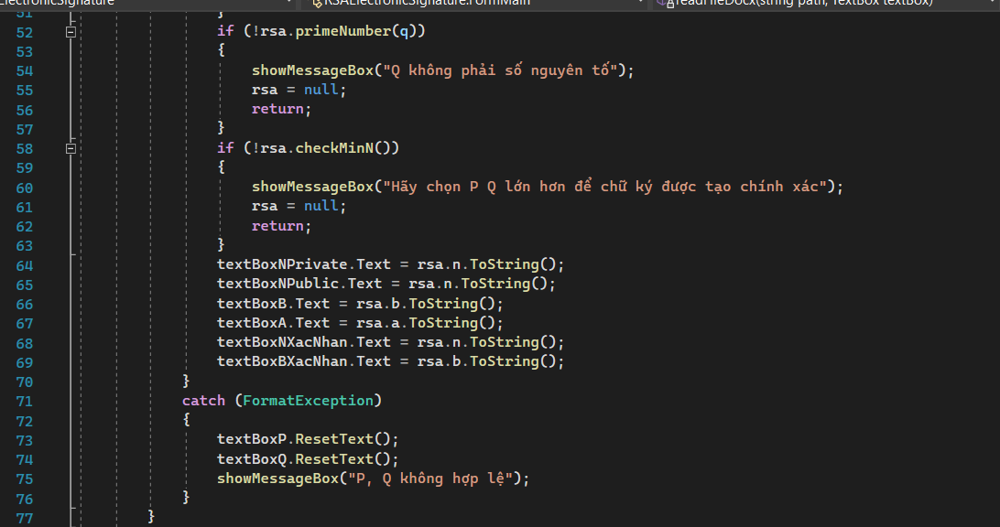 ElectronicSignature RSAElectronicSignature.FormMain readFileDocx(string path, TextBox textBox)
51 }
52 if (!rsa.primeNumber(q))
53 {
54 showMessageBox("Q không phải số nguyên tố");
55 rsa = null;
56 return;
57 }
58 if (!rsa.checkMinN())
59 {
60 showMessageBox("Hãy chọn P Q lớn hơn để chữ ký được tạo chính xác");
61 rsa = null;
62 return;
63 }
64 textBoxNPrivate.Text = rsa.n.ToString();
65 textBoxNPublic.Text = rsa.n.ToString();
66 textBoxB.Text = rsa.b.ToString();
67 textBoxA.Text = rsa.a.ToString();
68 textBoxNXacNhan.Text = rsa.n.ToString();
69 textBoxBXacNhan.Text = rsa.b.ToString();
70 }
71 catch (FormatException)
72 {
73 textBoxP.ResetText();
74 textBoxQ.ResetText();
75 showMessageBox("P, Q không hợp lệ");
76 }
77 }